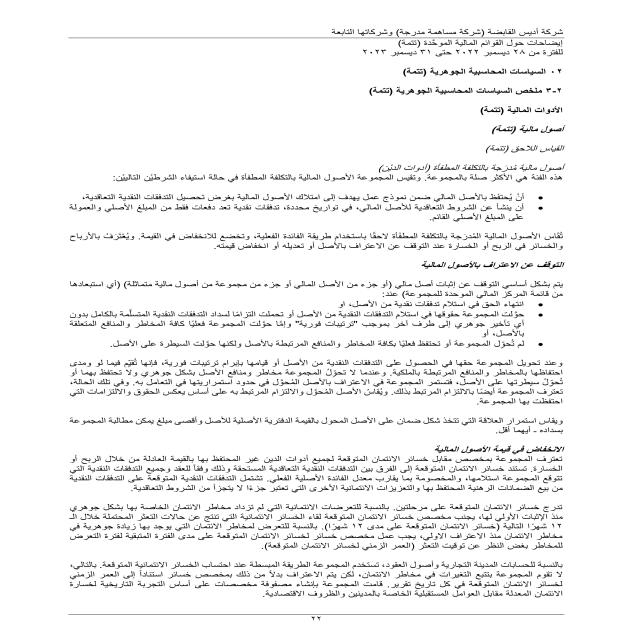 شركة أديس القابضة (شركة مساهمة مدرجة) وشركاتها التابعة
إيضاحات حول القوائم المالية الموحّدة (تتمة)
للفترة من ٢٨ ديسمبر ٢٠٢٢ حتى ٣١ ديسمبر ٢٠٢٣
٠٢ السياسات المحاسبية الجوهرية (تتمة)
٢-٣ ملخص السياسات المحاسبية الجوهرية (تتمة)
الأدوات المالية (تتمة)
أصول مالية (تتمة)
القياس اللاحق (تتمة)
أصول مالية مُدرَجة بالتكلفة المطفأة (أدوات الدَيْن)
هذه الفئة هي الأكثر صلة بالمجموعة. وتقيس المجموعة الأصول المالية بالتكلفة المطفأة في حالة استيفاء الشرطيْن التالييْن:
• أنْ يُحتفظ بالأصل المالي ضمن نموذج عمل يهدف إلى امتلاك الأصول المالية بغرض تحصيل التدفقات النقدية التعاقدية،
• أن ينشأ عن الشروط التعاقدية للأصل المالي، في تواريخ محددة، تدفقات نقدية تعد دفعات فقط من المبلغ الأصلي والعمولة
على المبلغ الأصلي القائم.
تُقَاس الأصول المالية المُدرَجة بالتكلفة المطفأة لاحقًا باستخدام طريقة الفائدة الفعلية، وتخضع للانخفاض في القيمة. ويُعْتَرَف بالأرباح
والخسائر في الربح أو الخسارة عند التوقف عن الاعتراف بالأصل أو تعديله أو انخفاض قيمته.
التوقف عن الاعتراف بالأصول المالية
يتم بشكل أساسي التوقف عن إثبات أصل مالي (أو جزء من الأصل المالي أو جزء من مجموعة من أصول مالية متماثلة) (أي استبعادها
من قائمة المركز المالي الموحدة للمجموعة) عند:
• انتهاء الحق في استلام تدفقات نقدية من الأصل، او
• حوّلت المجموعة حقوقها في استلام التدفقات النقدية من الأصل أو تحملت التزامًا لسداد التدفقات النقدية المتسلّمة بالكامل بدون
أي تأخير جوهري إلى طرف آخر بموجب "ترتيبات فورية" وإمّا حوّلت المجموعة فعليًا كافة المخاطر والمنافع المتعلقة
بالأصل، أو
• لم تُحوّل المجموعة أو تحتفظ فعليًا بكافة المخاطر والمنافع المرتبطة بالأصل ولكنها حوّلت السيطرة على الأصل.
وعند تحويل المجموعة حقها في الحصول على التدفقات النقدية من الأصل أو قيامها بإبرام ترتيبات فورية، فإنها تُقيّم فيما لو ومدى
احتفاظها بالمخاطر والمنافع المرتبطة بالملكية. وعندما لا تحوّلُ المجموعة مخاطر ومنافع الأصل بشكل جوهري ولا تحتفظ بهما أو
تُحوّل سيطرتها على الأصل، فتستمر المجموعة في الاعتراف بالأصل المُحوّل في حدود استمراريتها في التعامل به. وفي تلك الحالة،
تعترف المجموعة أيضًا بالالتزام المرتبط بذلك. ويُقَاسُ الأصل المُحوّل والالتزام المرتبط به على أساس يعكس الحقوق والالتزامات التي
احتفظت بها المجموعة.
ويقاس استمرار العلاقة التي تتخذ شكل ضمان على الأصل المحول بالقيمة الدفترية الأصلية للأصل وأقصى مبلغ يمكن مطالبة المجموعة
بسداده - أيهما أقل.
الانخفاض في قيمة الأصول المالية
تعترف المجموعة بمخصص مقابل خسائر الائتمان المتوقعة لجميع أدوات الدين غير المحتفظ بها بالقيمة العادلة من خلال الربح أو
الخسارة. تستند خسائر الائتمان المتوقعة إلى الفرق بين التدفقات النقدية التعاقدية المستحقة وذلك وفقاً للعقد وجميع التدفقات النقدية التي
تتوقع المجموعة استلامها، والمخصومة بما يقارب معدل الفائدة الأصلية الفعلي. تشتمل التدفقات النقدية المتوقعة على التدفقات النقدية
من بيع الضمانات الرهنية المحتفظ بها والتعزيزات الائتمانية الأخرى التي تعتبر جزءًا لا يتجزأ من الشروط التعاقدية.
تدرج خسائر الائتمان المتوقعة على مرحلتين. بالنسبة للتعرضات الائتمانية التي لم تزداد مخاطر الائتمان الخاصة بها بشكل جوهري
منذ الإثبات الأولي لها، يجنب مخصص خسائر الائتمان المتوقعة لقاء الخسائر الائتمانية التي تنتج عن حالات التعثر المحتملة خلال الـ
١٢ شهرًا التالية (خسائر الائتمان المتوقعة على مدى ١٢ شهرًا). بالنسبة للتعرض لمخاطر الائتمان التي يوجد بها زيادة جوهرية في
مخاطر الائتمان منذ الاعتراف الاولي، يجب عمل مخصص خسائر لخسائر الائتمان المتوقعة على مدى الفترة المتبقية لفترة التعرض
للمخاطر بغض النظر عن توقيت التعثر (العمر الزمني لخسائر الائتمان المتوقعة).
بالنسبة للحسابات المدينة التجارية وأصول العقود، تستخدم المجموعة الطريقة المبسطة عند احتساب الخسائر الائتمانية المتوقعة. بالتالي،
لا تقوم المجموعة بتتبع التغيرات في مخاطر الائتمان، لكن يتم الاعتراف بدلاً من ذلك بمخصص خسائر استناداً إلى العمر الزمني
لخسائر الائتمان المتوقعة في كل تاريخ تقرير. قامت المجموعة بإنشاء مصفوفة مخصصات على أساس التجربة التاريخية لخسارة
الائتمان المعدلة مقابل العوامل المستقبلية الخاصة بالمدينين والظروف الاقتصادية.
٢٢